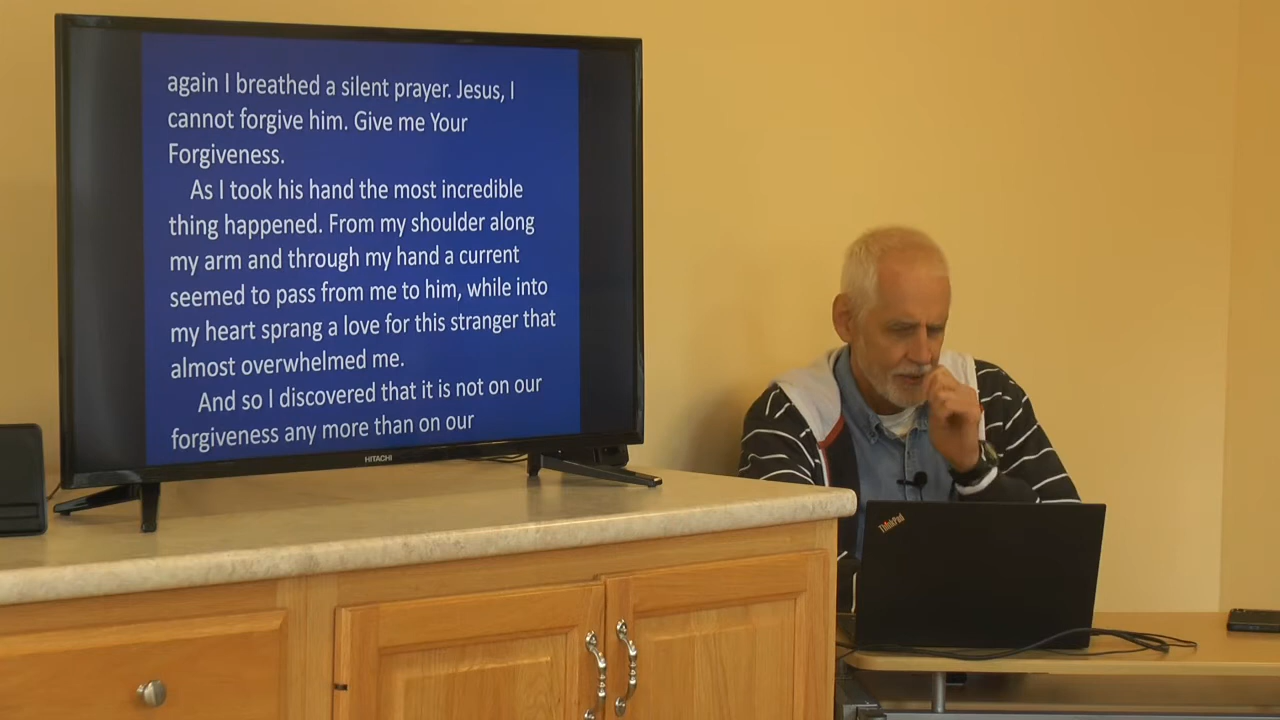 again I breathed a silent prayer. Jesus, I
cannot forgive him. Give me Your
Forgiveness.
As I took his hand the most incredible
thing happened. From my shoulder along
my arm and through my hand a current
seemed to pass from me to him, while into
my heart sprang a love for this stranger that
almost overwhelmed me.
And so I discovered that it is not on our
forgiveness any more than on our
HITACHI
ThinkPad